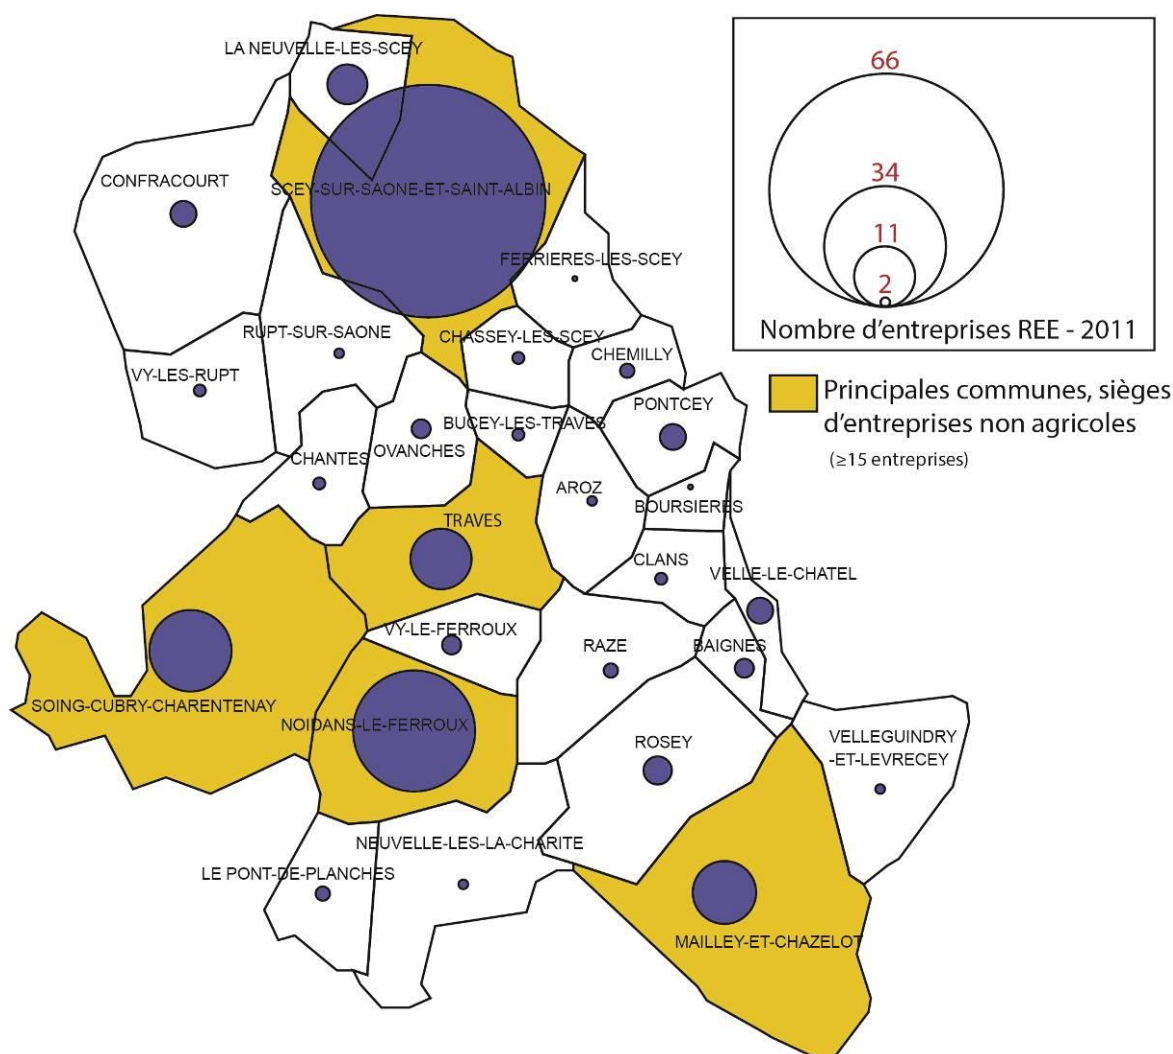 LA NEUVELLE-LES-SCEY
CONFRACOURT
SCEY-SUR-SAONE-ET-SAINT-ALBIN
FERRIERES-LES-SCEY
RUPT-SUR-SAONE
CHASSEY-LES-SCEY
CHEMILLY
VY-LES-RUPT
PONTCEY
BUCEY-LES-TRAVES
OVANCHES
CHANTES
AROZ
BOURSIERES
TRAVES
CLANS
VELLE-LE-CHATEL
VY-LE-FERROUX
RAZE
BAIGNES
SOING-CUBRY-CHARENTENAY
NOIDANS-LE-FERROUX
ROSEY
VELLEGUINDRY
-ET-LEVRECEY
NEUVELLE-LES-LA-CHARITE
LE PONT-DE-PLANCHES
MAILLEY-ET-CHAZELOT
66
34
11
2
Nombre d'entreprises REE - 2011
Principales communes, sièges
d'entreprises non agricoles
(≥15 entreprises)